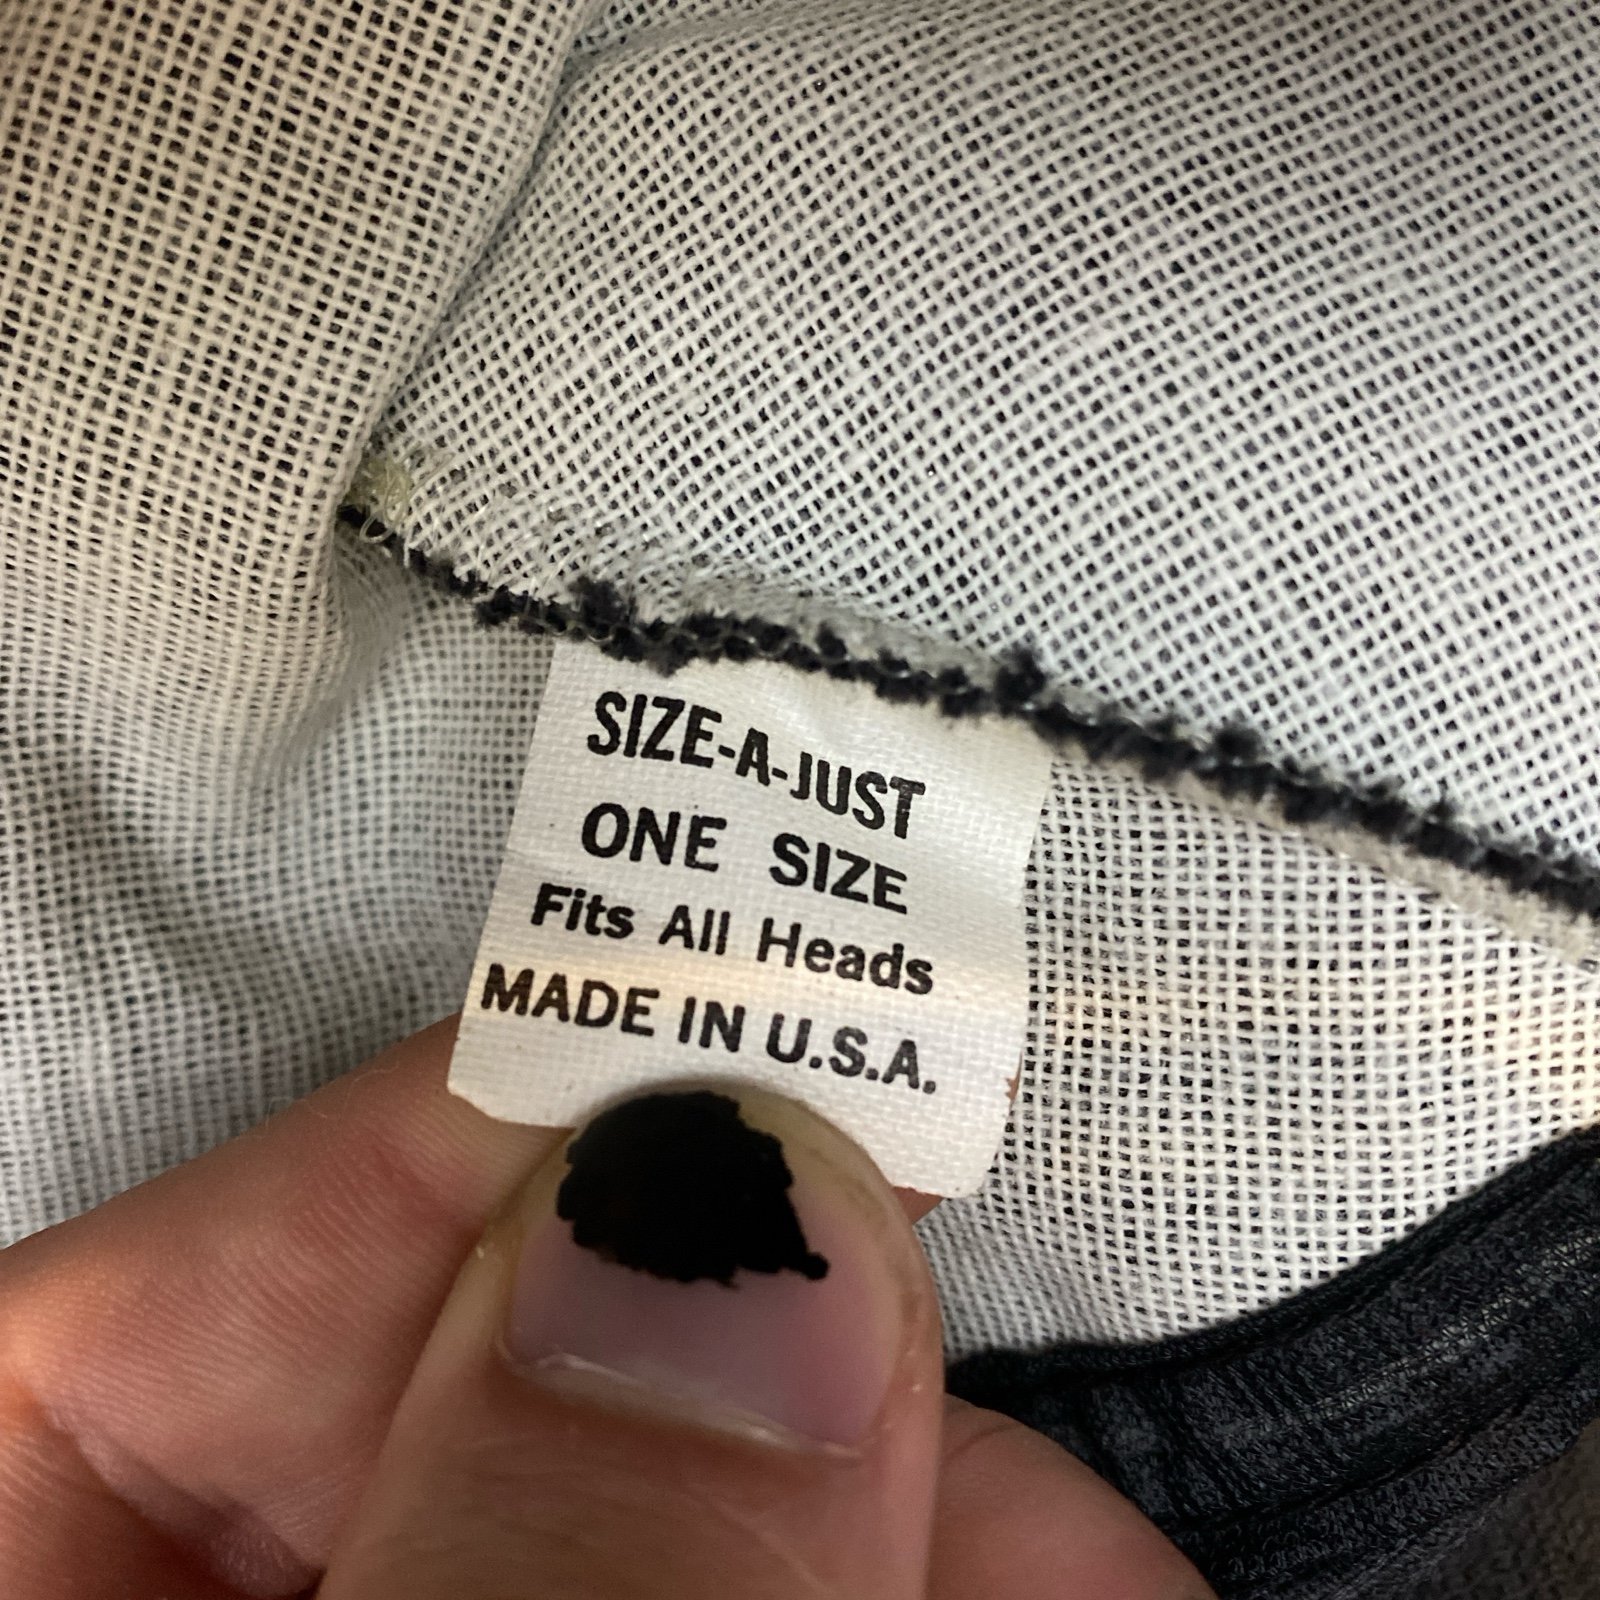 SIZE-A-JUST
ONE SIZE
Fits All Heads
MADE IN U.S.A.